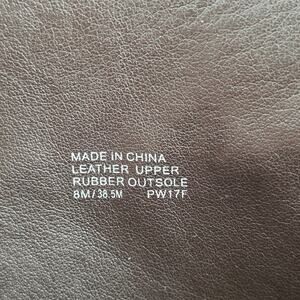 MADE IN CHINA
LEATHER UPPER
RUBBER OUTSOLE
8M/38.5M PW17F